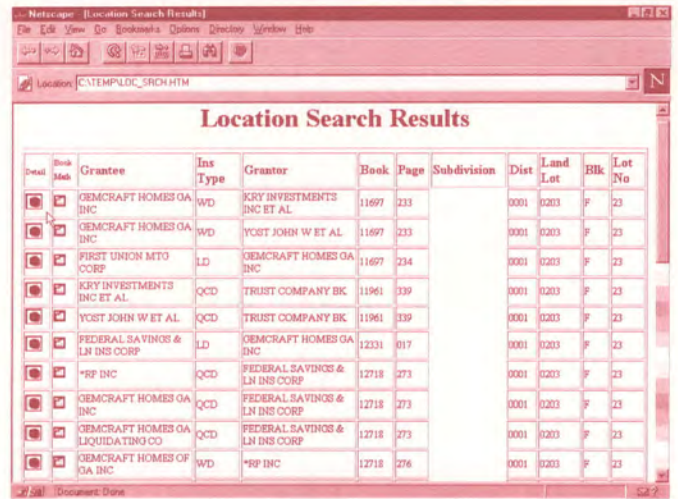 Netscape - [Location Search Results]
File Edit View Go Bookmarks Options Directory Window Help
Location: C:\TEMP\LOC_SRCH.HTM
N
Location Search Results
Detail Book Mark Grantee Ins Type Grantor Book Page Subdivision Dist Land Lot Blk Lot No
GEMCRAFT HOMES GA INC WD KRY INVESTMENTS INC ET AL 11697 233 0001 0203 F 23
GEMCRAFT HOMES GA INC WD YOST JOHN W ET AL 11697 233 0001 0203 F 23
FIRST UNION MTG CORP LD GEMCRAFT HOMES GA INC 11697 234 0001 0203 F 23
KRY INVESTMENTS INC ET AL QCD TRUST COMPANY BK 11961 339 0001 0203 F 23
YOST JOHN W ET AL QCD TRUST COMPANY BK 11961 339 0001 0203 F 23
FEDERAL SAVINGS & LN INS CORP LD GEMCRAFT HOMES GA INC 12331 017 0001 0203 F 23
*RP INC QCD FEDERAL SAVINGS & LN INS CORP 12718 273 0001 0203 F 23
GEMCRAFT HOMES GA INC QCD FEDERAL SAVINGS & LN INS CORP 12718 273 0001 0203 F 23
GEMCRAFT HOMES GA LIQUIDATING CO QCD FEDERAL SAVINGS & LN INS CORP 12718 273 0001 0203 F 23
GEMCRAFT HOMES OF GA INC WD *RP INC 12718 276 0001 0203 F 23
Document: Done